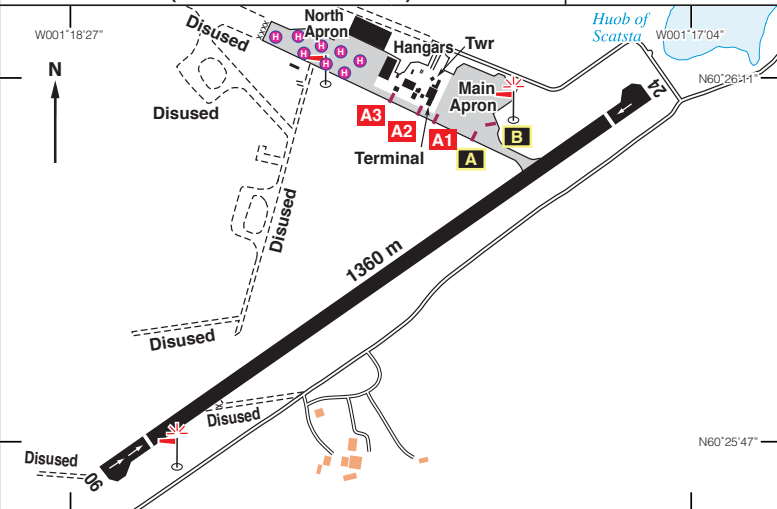 W001°18'27"
North
Apron
Huob of
Scatsta
W001°17'04"
Disused
H
H
H
H
H
H
H
H
Hangars
Twr
N
N60°26'11"
Main
Apron
24
Disused
A3
A2
A1
B
Terminal
A
Disused
1360 m
Disused
Disused
N60°25'47"
Disused
06